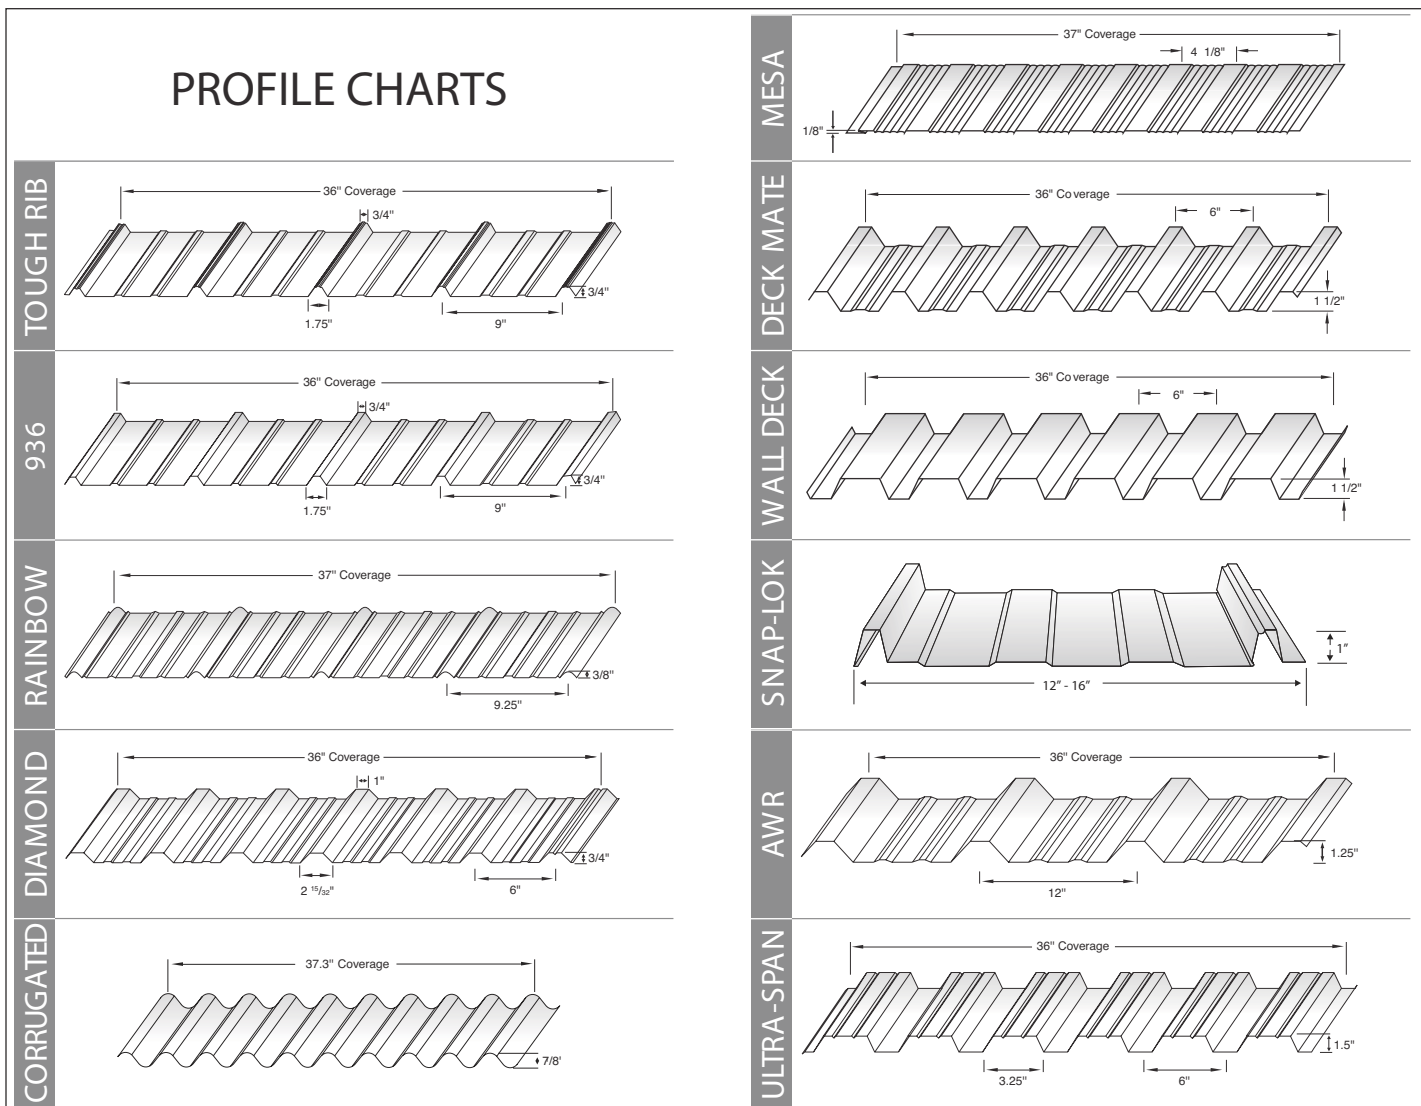 PROFILE CHARTS
TOUGH RIB
36" Coverage
3/4"
3/4"
1.75"
9"
936
36" Coverage
3/4"
3/4"
1.75"
9"
RAINBOW
37" Coverage
3/8"
9.25"
DIAMOND
36" Coverage
1"
3/4"
2 15/32"
6"
CORRUGATED
37.3" Coverage
7/8'
MESA
37" Coverage
4 1/8"
1/8"
DECK MATE
36" Coverage
6"
1 1/2"
WALL DECK
36" Coverage
6"
1 1/2"
SNAP-LOK
1"
12" - 16"
AWR
36" Coverage
1.25"
12"
ULTRA-SPAN
36" Coverage
1.5"
3.25"
6"